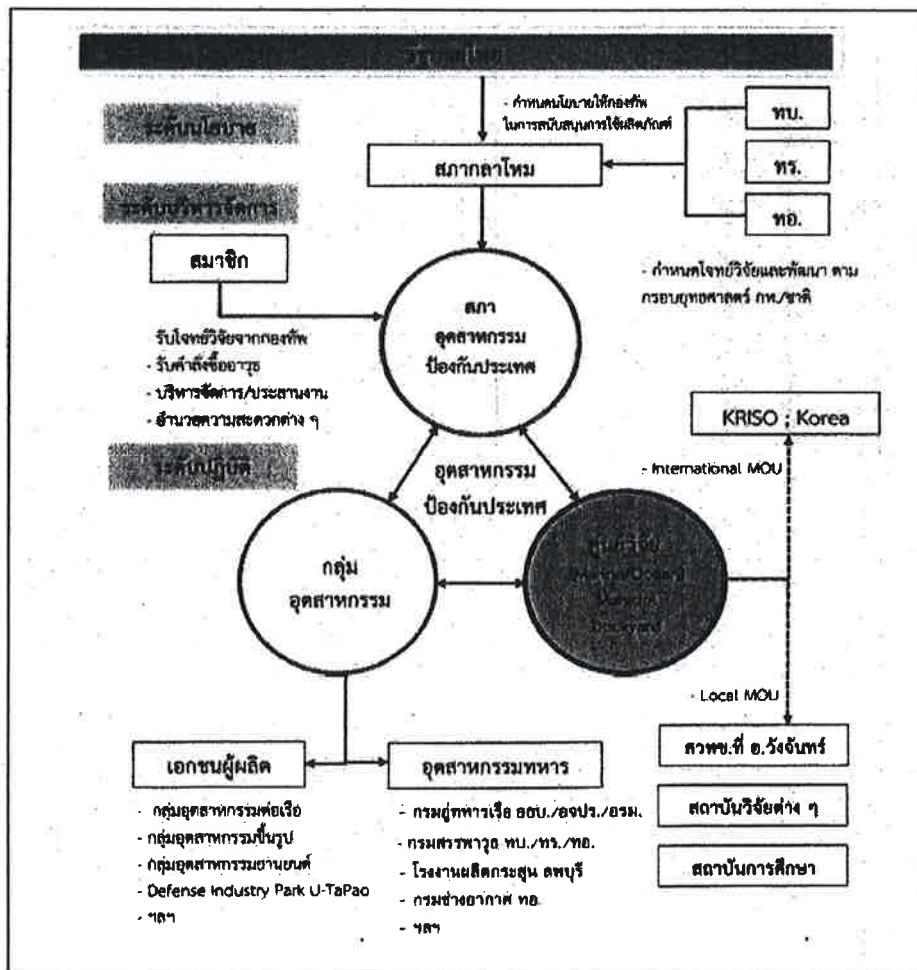 ระดับนโยบาย
- กำหนดนโยบายให้กองทัพ
ในการสนับสนุนการใช้ผลิตภัณฑ์
ทบ.
สภากลาโหม
ทร.
ทอ.
ระดับบริหารจัดการ
สมาชิก
- กำหนดโจทย์วิจัยและพัฒนา ตาม
กรอบยุทธศาสตร์ กห./ชาติ
สภา
อุตสาหกรรม
ป้องกันประเทศ
รับโจทย์วิจัยจากกองทัพ
- รับคำสั่งซื้ออาวุธ
- บริหารจัดการ/ประสานงาน
- อำนวยความสะดวกต่าง ๆ
KRISO ; Korea
ระดับปฏิบัติ
อุตสาหกรรม
ป้องกันประเทศ
- International MOU
กลุ่ม
อุตสาหกรรม
ศูนย์วิจัย
Dockyard
- Local MOU
เอกชนผู้ผลิต
อุตสาหกรรมทหาร
สวทช.ที่ อ.วังจันทร์
- กลุ่มอุตสาหกรรมต่อเรือ
- กลุ่มอุตสาหกรรมขึ้นรูป
- กลุ่มอุตสาหกรรมยานยนต์
- Defense Industry Park U-TaPao
- ฯลฯ
- กรมอู่ทหารเรือ อธบ./อจปร./อรม.
- กรมสรรพาวุธ ทบ./ทร./ทอ.
- โรงงานผลิตกระสุน ลพบุรี
- กรมช่างอากาศ ทอ.
- ฯลฯ
สถาบันวิจัยต่าง ๆ
สถาบันการศึกษา